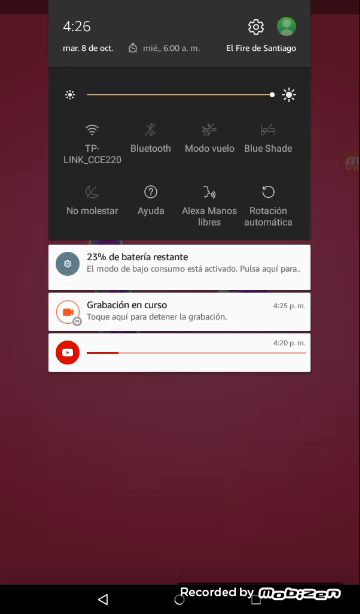 4:26
mar. 8 de oct.
mié., 6:00 a. m.
El Fire de Santiago
TP-
LINK_CCE220
Bluetooth
Modo vuelo
Blue Shade
No molestar
Ayuda
Alexa Manos
libres
Rotación
automática
23% de batería restante
El modo de bajo consumo está activado. Pulsa aquí para..
Grabación en curso
4:25 p. m.
Toque aquí para detener la grabación.
4:20 p. m.
Recorded by Mobizen